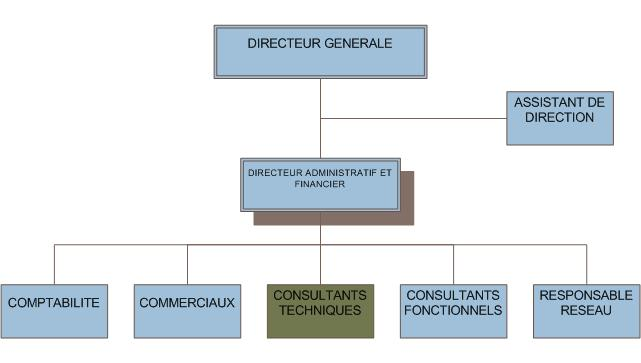 DIRECTEUR GENERALE
ASSISTANT DE
DIRECTION
DIRECTEUR ADMINISTRATIF ET
FINANCIER
COMPTABILITE
COMMERCIAUX
CONSULTANTS
TECHNIQUES
CONSULTANTS
FONCTIONNELS
RESPONSABLE
RESEAU